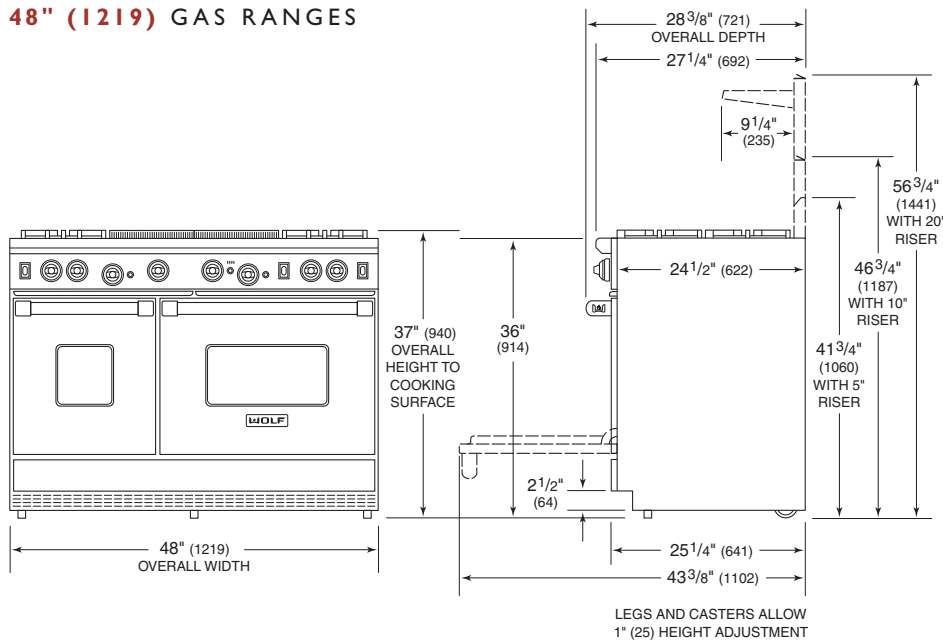 48" (1219) GAS RANGES
28 3/8" (721)
OVERALL DEPTH
27 1/4" (692)
9 1/4"
(235)
56 3/4"
(1441)
WITH 20"
RISER
46 3/4"
(1187)
WITH 10"
RISER
41 3/4"
(1060)
WITH 5"
RISER
24 1/2" (622)
37" (940)
OVERALL
HEIGHT TO
COOKING
SURFACE
36"
(914)
WOLF
2 1/2"
(64)
48" (1219)
OVERALL WIDTH
25 1/4" (641)
43 3/8" (1102)
LEGS AND CASTERS ALLOW
1" (25) HEIGHT ADJUSTMENT